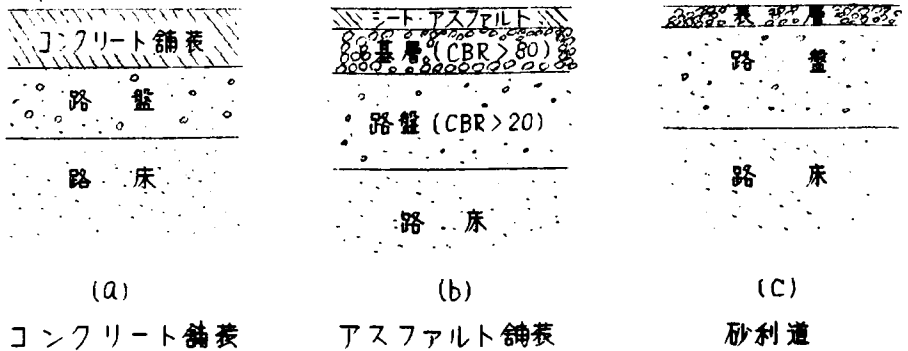 コンクリート舗装
路盤
路床
(a)
コンクリート舗装
シート・アスファルト
基層(CBR>80)
路盤(CBR>20)
路床
(b)
アスファルト舗装
表層
路盤
路床
(C)
砂利道